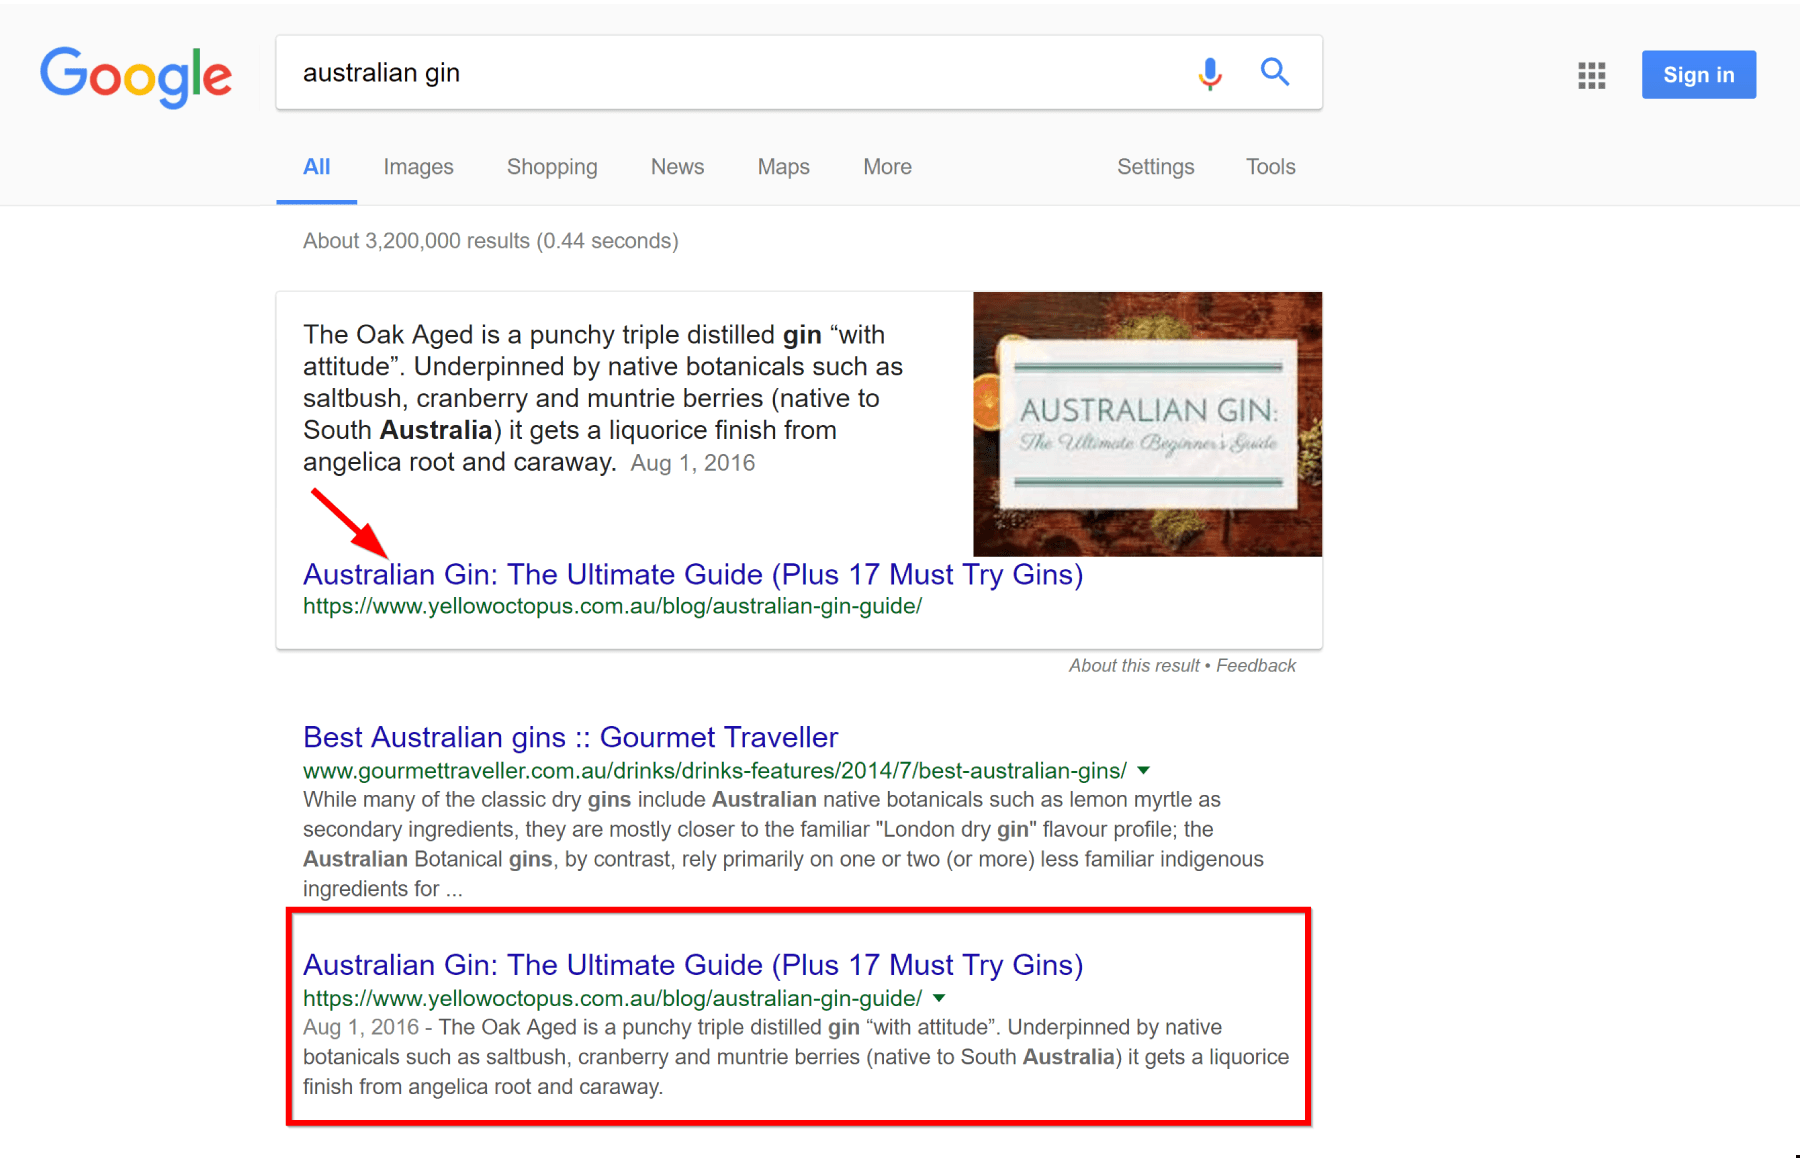 Google
australian gin
Sign in
All Images Shopping News Maps More Settings Tools
About 3,200,000 results (0.44 seconds)
The Oak Aged is a punchy triple distilled gin “with
attitude”. Underpinned by native botanicals such as
saltbush, cranberry and muntrie berries (native to
South Australia) it gets a liquorice finish from
angelica root and caraway. Aug 1, 2016
AUSTRALIAN GIN:
The Ultimate Beginner's Guide
Australian Gin: The Ultimate Guide (Plus 17 Must Try Gins)
https://www.yellowoctopus.com.au/blog/australian-gin-guide/
About this result • Feedback
Best Australian gins :: Gourmet Traveller
www.gourmettraveller.com.au/drinks/drinks-features/2014/7/best-australian-gins/
While many of the classic dry gins include Australian native botanicals such as lemon myrtle as
secondary ingredients, they are mostly closer to the familiar "London dry gin" flavour profile; the
Australian Botanical gins, by contrast, rely primarily on one or two (or more) less familiar indigenous
ingredients for ...
Australian Gin: The Ultimate Guide (Plus 17 Must Try Gins)
https://www.yellowoctopus.com.au/blog/australian-gin-guide/
Aug 1, 2016 - The Oak Aged is a punchy triple distilled gin “with attitude”. Underpinned by native
botanicals such as saltbush, cranberry and muntrie berries (native to South Australia) it gets a liquorice
finish from angelica root and caraway.